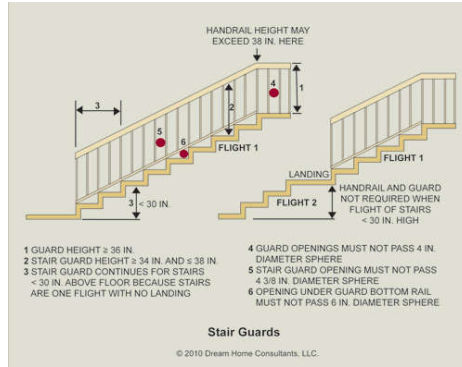 HANDRAIL HEIGHT MAY
EXCEED 38 IN. HERE
4
1
3
2
5
6
FLIGHT 1
FLIGHT 1
LANDING
3
< 30 IN.
FLIGHT 2
HANDRAIL AND GUARD
NOT REQUIRED WHEN
FLIGHT OF STAIRS
< 30 IN. HIGH
1 GUARD HEIGHT ≥ 36 IN.
2 STAIR GUARD HEIGHT ≥ 34 IN. AND ≤ 38 IN.
3 STAIR GUARD CONTINUES FOR STAIRS
< 30 IN. ABOVE FLOOR BECAUSE STAIRS
ARE ONE FLIGHT WITH NO LANDING
4 GUARD OPENINGS MUST NOT PASS 4 IN.
DIAMETER SPHERE
5 STAIR GUARD OPENING MUST NOT PASS
4 3/8 IN. DIAMETER SPHERE
6 OPENING UNDER GUARD BOTTOM RAIL
MUST NOT PASS 6 IN. DIAMETER SPHERE
Stair Guards
© 2010 Dream Home Consultants, LLC.